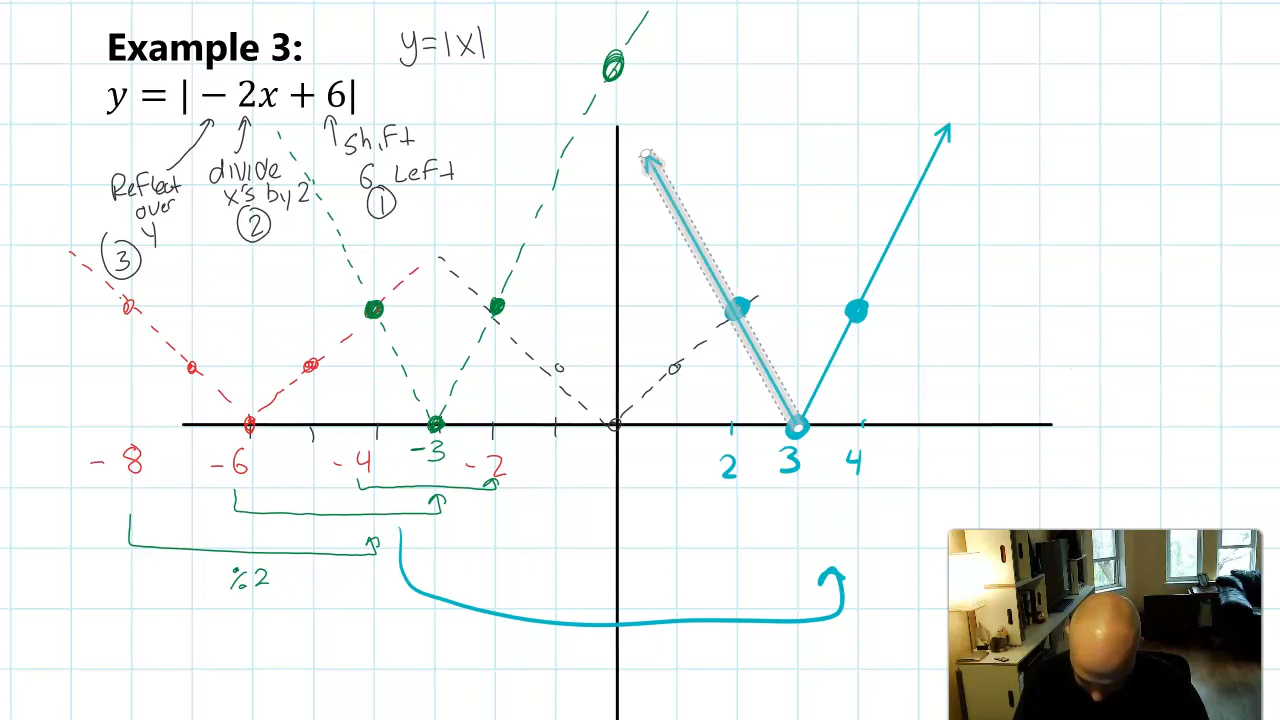 Example 3:
y = |x|
y = | − 2x + 6|
Reflect over y
3
divide x's by 2
2
Shift 6 Left
1
- 8
- 6
- 4
-3
- 2
2
3
4
% 2